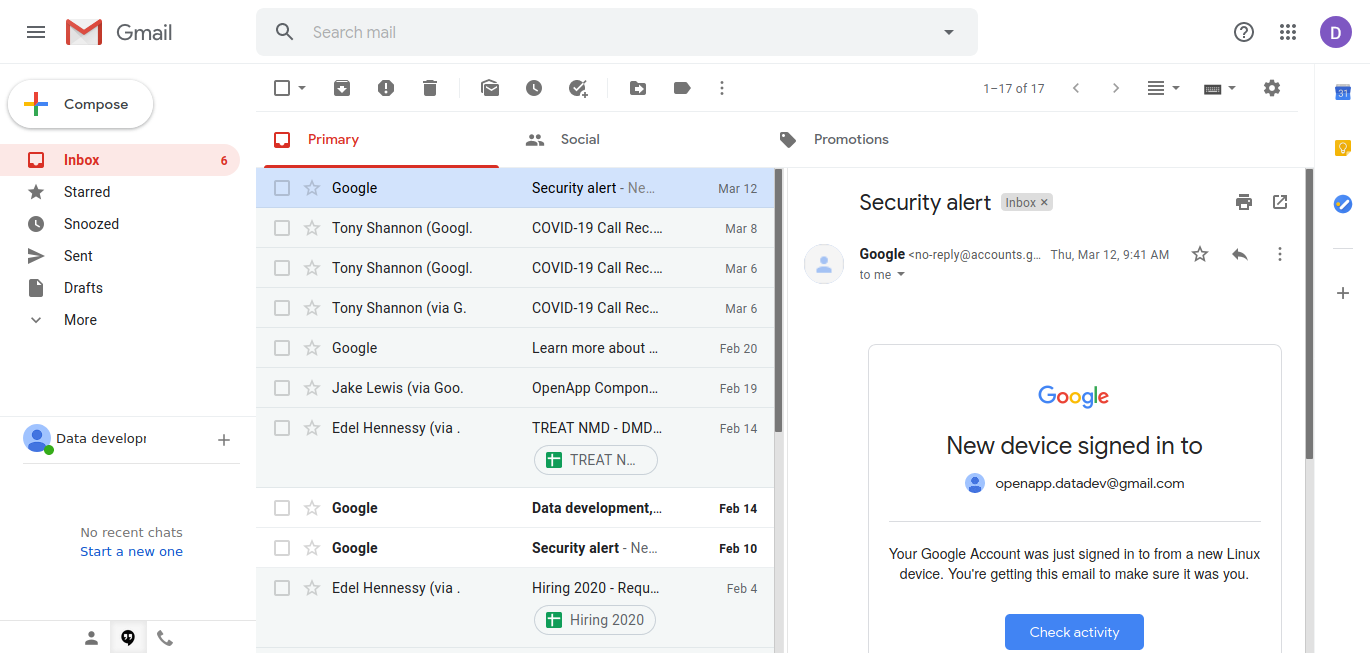 Gmail
Search mail
D
Compose
1–17 of 17
31
Primary
Social
Promotions
Inbox 6
Starred
Snoozed
Sent
Drafts
More
Google Security alert - Ne... Mar 12
Tony Shannon (Googl. COVID-19 Call Rec.... Mar 8
Tony Shannon (Googl. COVID-19 Call Rec.... Mar 6
Tony Shannon (via G. COVID-19 Call Rec... Mar 6
Google Learn more about ... Feb 20
Jake Lewis (via Goo. OpenApp Compon... Feb 19
Edel Hennessy (via . TREAT NMD - DMD... Feb 14
TREAT N...
Google Data development,... Feb 14
Google Security alert - Ne... Feb 10
Edel Hennessy (via . Hiring 2020 - Requ... Feb 4
Hiring 2020
Data developr
No recent chats
Start a new one
Security alert Inbox ×
Google <no-reply@accounts.g... Thu, Mar 12, 9:41 AM
to me
Google
New device signed in to
openapp.datadev@gmail.com
Your Google Account was just signed in to from a new Linux
device. You're getting this email to make sure it was you.
Check activity